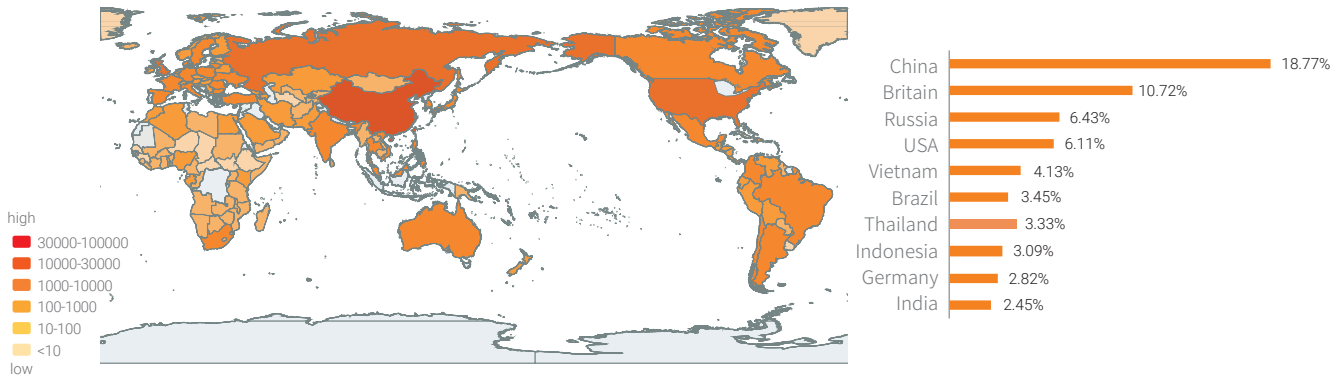 high
30000-100000
10000-30000
1000-10000
100-1000
10-100
<10
low
China 18.77%
Britain 10.72%
Russia 6.43%
USA 6.11%
Vietnam 4.13%
Brazil 3.45%
Thailand 3.33%
Indonesia 3.09%
Germany 2.82%
India 2.45%